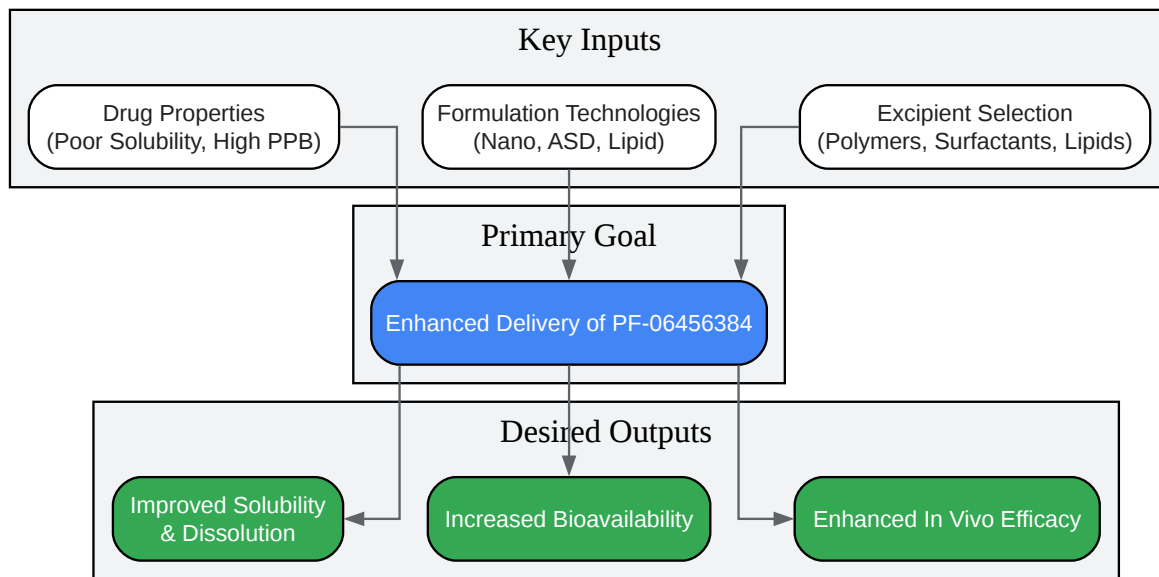 Key Inputs
Drug Properties
(Poor Solubility, High PPB)
Formulation Technologies
(Nano, ASD, Lipid)
Excipient Selection
(Polymers, Surfactants, Lipids)
Primary Goal
Enhanced Delivery of PF-06456384
Desired Outputs
Improved Solubility
& Dissolution
Increased Bioavailability
Enhanced In Vivo Efficacy